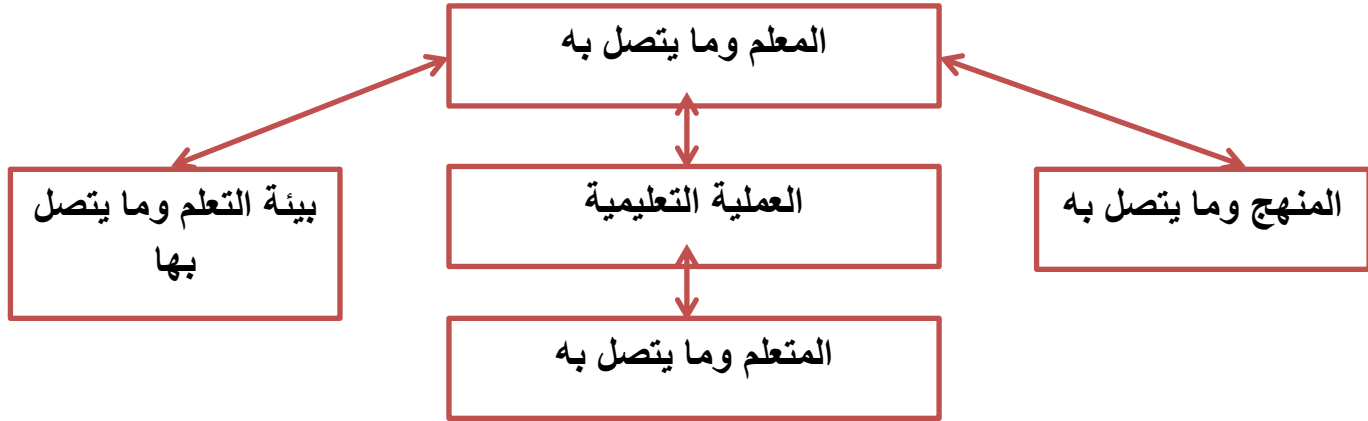 المعلم وما يتصل به
المنهج وما يتصل به
العملية التعليمية
بيئة التعلم وما يتصل
بها
المتعلم وما يتصل به